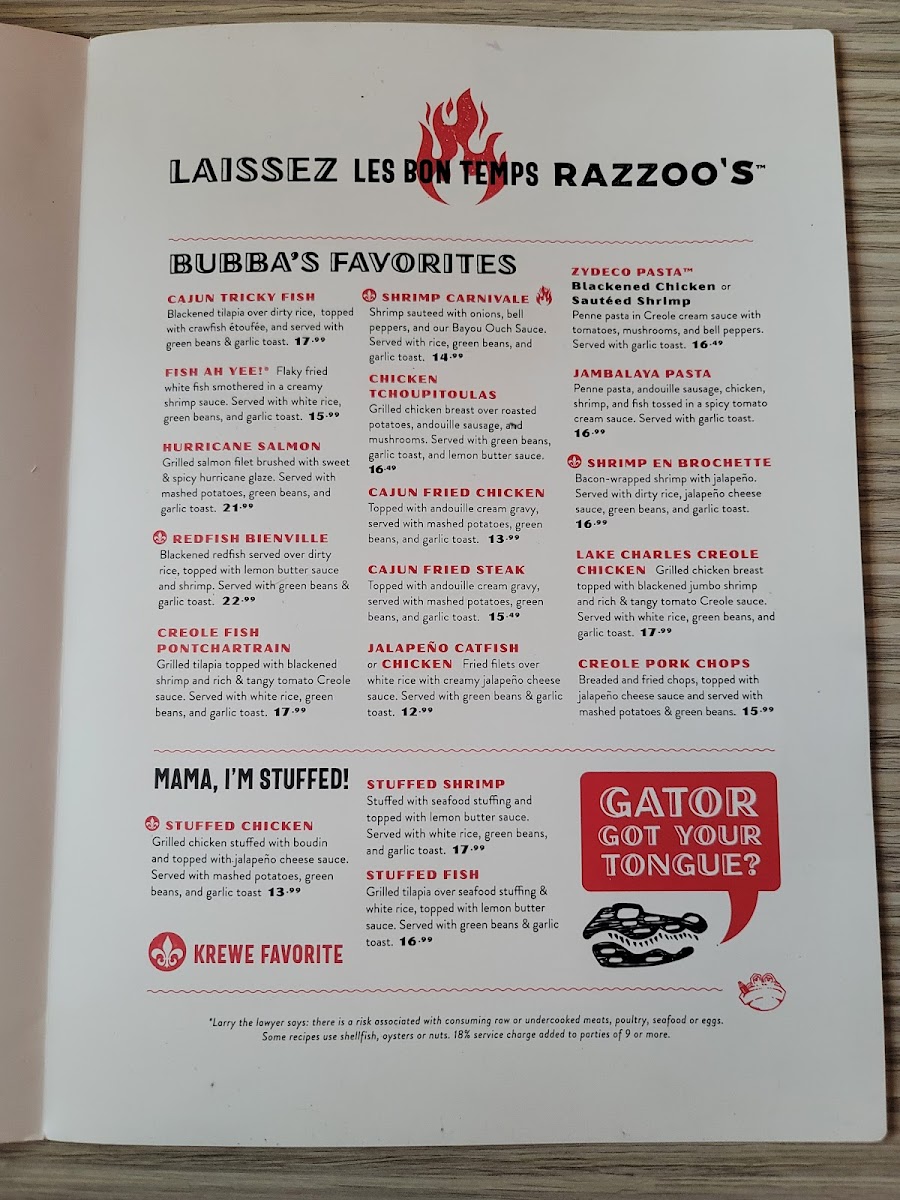 LAISSEZ LES BON TEMPS RAZZOO'S™
BUBBA'S FAVORITES
CAJUN TRICKY FISH
Blackened tilapia over dirty rice, topped
with crawfish étoufée, and served with
green beans & garlic toast. 17.99
FISH AH YEE!* Flaky fried
white fish smothered in a creamy
shrimp sauce. Served with white rice,
green beans, and garlic toast. 15.99
HURRICANE SALMON
Grilled salmon filet brushed with sweet
& spicy hurricane glaze. Served with
mashed potatoes, green beans, and
garlic toast. 21.99
REDFISH BIENVILLE
Blackened redfish served over dirty
rice, topped with lemon butter sauce
and shrimp. Served with green beans &
garlic toast. 22.99
CREOLE FISH
PONTCHARTRAIN
Grilled tilapia topped with blackened
shrimp and rich & tangy tomato Creole
sauce. Served with white rice, green
beans, and garlic toast. 17.99
SHRIMP CARNIVALE
Shrimp sauteed with onions, bell
peppers, and our Bayou Ouch Sauce.
Served with rice, green beans, and
garlic toast. 14.99
CHICKEN
TCHOUPITOULAS
Grilled chicken breast over roasted
potatoes, andouille sausage, and
mushrooms. Served with green beans,
garlic toast, and lemon butter sauce.
16.49
CAJUN FRIED CHICKEN
Topped with andouille cream gravy,
served with mashed potatoes, green
beans, and garlic toast. 13.99
CAJUN FRIED STEAK
Topped with andouille cream gravy,
served with mashed potatoes, green
beans, and garlic toast. 15.49
JALAPEÑO CATFISH
or CHICKEN Fried filets over
white rice with creamy jalapeño cheese
sauce. Served with green beans & garlic
toast. 12.99
ZYDECO PASTA™
Blackened Chicken or
Sautéed Shrimp
Penne pasta in Creole cream sauce with
tomatoes, mushrooms, and bell peppers.
Served with garlic toast. 16.49
JAMBALAYA PASTA
Penne pasta, andouille sausage, chicken,
shrimp, and fish tossed in a spicy tomato
cream sauce. Served with garlic toast.
16.99
SHRIMP EN BROCHETTE
Bacon-wrapped shrimp with jalapeño.
Served with dirty rice, jalapeño cheese
sauce, green beans, and garlic toast.
16.99
LAKE CHARLES CREOLE
CHICKEN Grilled chicken breast
topped with blackened jumbo shrimp
and rich & tangy tomato Creole sauce.
Served with white rice, green beans, and
garlic toast. 17.99
CREOLE PORK CHOPS
Breaded and fried chops, topped with
jalapeño cheese sauce and served with
mashed potatoes & green beans. 15.99
MAMA, I'M STUFFED!
STUFFED CHICKEN
Grilled chicken stuffed with boudin
and topped with jalapeño cheese sauce.
Served with mashed potatoes, green
beans, and garlic toast 13.99
KREWE FAVORITE
STUFFED SHRIMP
Stuffed with seafood stuffing and
topped with lemon butter sauce.
Served with white rice, green beans,
and garlic toast. 17.99
STUFFED FISH
Grilled tilapia over seafood stuffing &
white rice, topped with lemon butter
sauce. Served with green beans & garlic
toast. 16.99
GATOR
GOT YOUR
TONGUE?
*Larry the lawyer says: there is a risk associated with consuming raw or undercooked meats, poultry, seafood or eggs.
Some recipes use shellfish, oysters or nuts. 18% service charge added to parties of 9 or more.